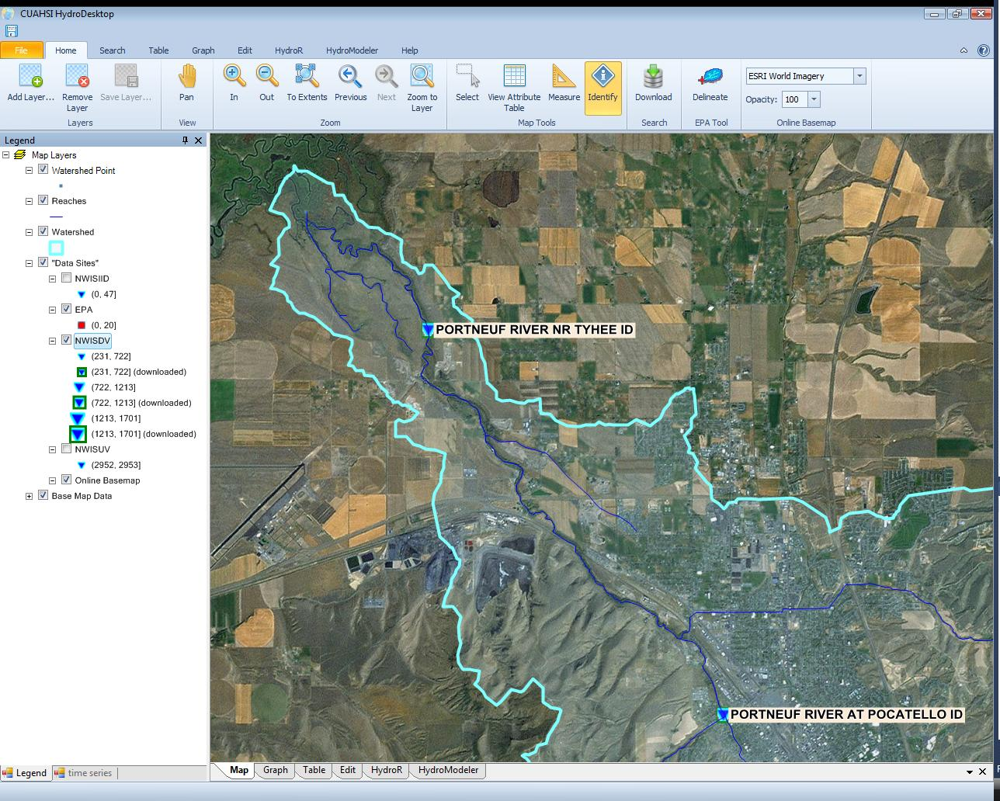 CUAHSI HydroDesktop
File Home Search Table Graph Edit HydroR HydroModeler Help
Add Layer... Remove Layer Save Layer... Pan In Out To Extents Previous Next Zoom to Layer Select View Attribute Table Measure Identify Download Delineate
ESRI World Imagery
Opacity: 100
Layers View Zoom Map Tools Search EPA Tool Online Basemap
Legend
Map Layers
Watershed Point
Reaches
Watershed
"Data Sites"
NWISIID
(0, 47]
EPA
(0, 20]
NWISDV
(231, 722]
(231, 722] (downloaded)
(722, 1213]
(722, 1213] (downloaded)
(1213, 1701]
(1213, 1701] (downloaded)
NWISUV
(2952, 2953]
Online Basemap
Base Map Data
PORTNEUF RIVER NR TYHEE ID
PORTNEUF RIVER AT POCATELLO ID
Legend time series
Map Graph Table Edit HydroR HydroModeler